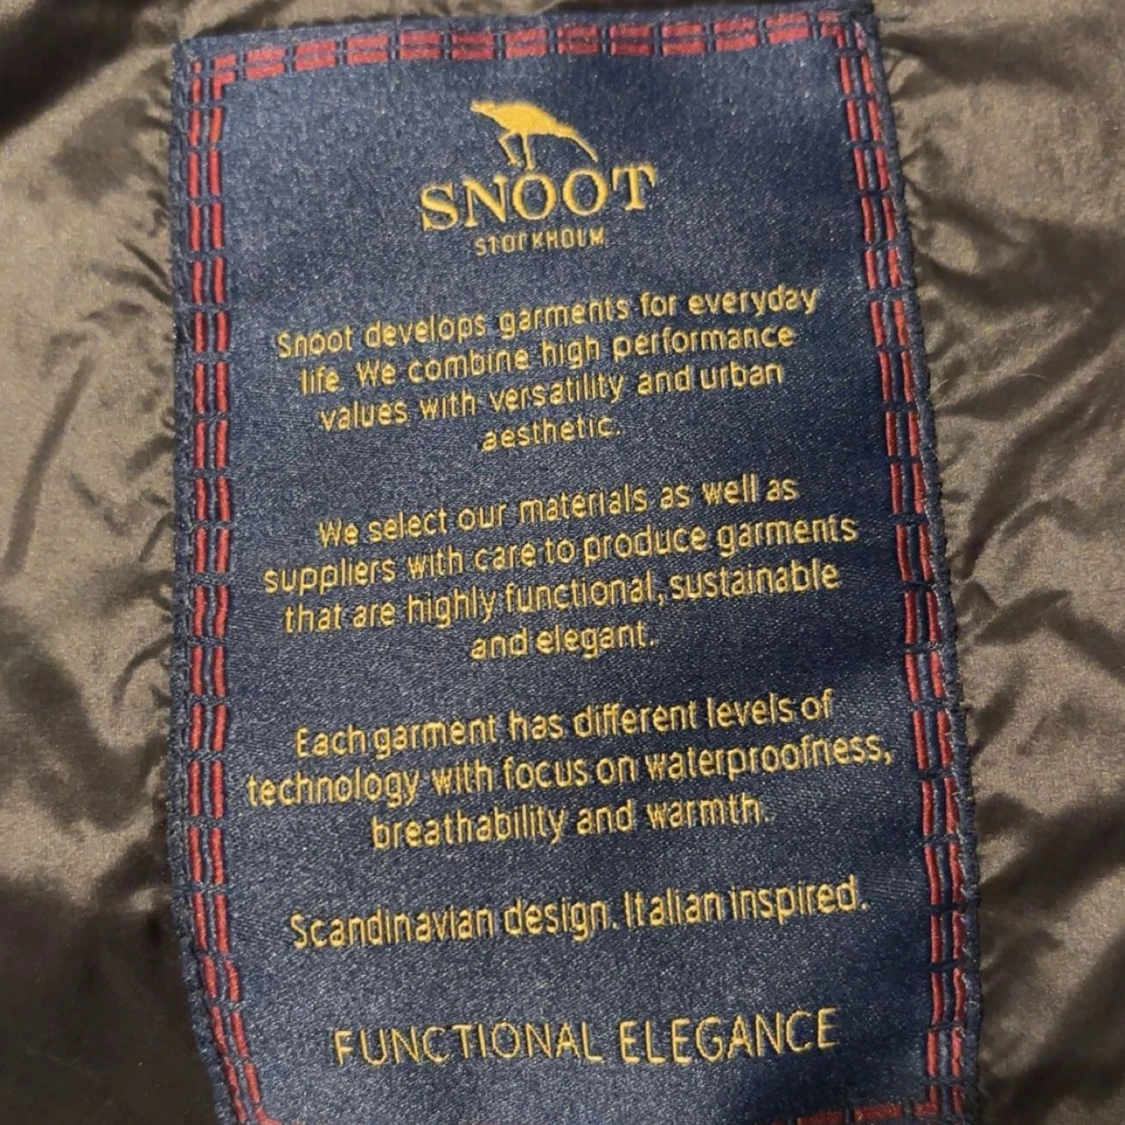 SNOOT
STOCKHOLM
Snoot develops garments for everyday
life. We combine high performance
values with versatility and urban
aesthetic.
We select our materials as well as
suppliers with care to produce garments
that are highly functional, sustainable
and elegant.
Each garment has different levels of
technology with focus on waterproofness,
breathability and warmth.
Scandinavian design. Italian inspired.
FUNCTIONAL ELEGANCE